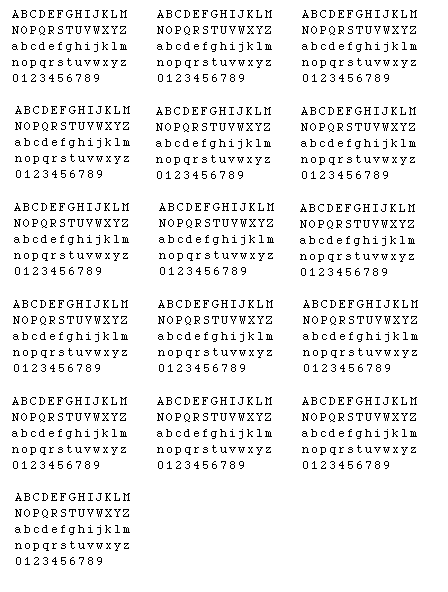 ABCDEFGHIJKLM ABCDEFGHIJKLM ABCDEFGHIJKLM
NOPQRSTUVWXYZ NOPQRSTUVWXYZ NOPQRSTUVWXYZ
abcdefghijklm abcdefghijklm abcdefghijklm
nopqrstuvwxyz nopqrstuvwxyz nopqrstuvwxyz
0123456789 0123456789 0123456789
ABCDEFGHIJKLM ABCDEFGHIJKLM ABCDEFGHIJKLM
NOPQRSTUVWXYZ NOPQRSTUVWXYZ NOPQRSTUVWXYZ
abcdefghijklm abcdefghijklm abcdefghijklm
nopqrstuvwxyz nopqrstuvwxyz nopqrstuvwxyz
0123456789 0123456789 0123456789
ABCDEFGHIJKLM ABCDEFGHIJKLM ABCDEFGHIJKLM
NOPQRSTUVWXYZ NOPQRSTUVWXYZ NOPQRSTUVWXYZ
abcdefghijklm abcdefghijklm abcdefghijklm
nopqrstuvwxyz nopqrstuvwxyz nopqrstuvwxyz
0123456789 0123456789 0123456789
ABCDEFGHIJKLM ABCDEFGHIJKLM ABCDEFGHIJKLM
NOPQRSTUVWXYZ NOPQRSTUVWXYZ NOPQRSTUVWXYZ
abcdefghijklm abcdefghijklm abcdefghijklm
nopqrstuvwxyz nopqrstuvwxyz nopqrstuvwxyz
0123456789 0123456789 0123456789
ABCDEFGHIJKLM ABCDEFGHIJKLM ABCDEFGHIJKLM
NOPQRSTUVWXYZ NOPQRSTUVWXYZ NOPQRSTUVWXYZ
abcdefghijklm abcdefghijklm abcdefghijklm
nopqrstuvwxyz nopqrstuvwxyz nopqrstuvwxyz
0123456789 0123456789 0123456789
ABCDEFGHIJKLM
NOPQRSTUVWXYZ
abcdefghijklm
nopqrstuvwxyz
0123456789